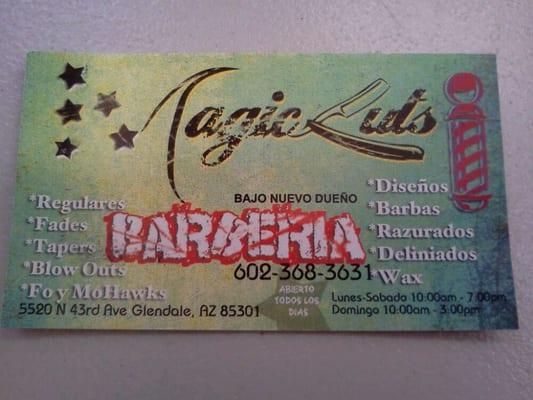 Magic Kuts
BAJO NUEVO DUEÑO
BARBERIA
602-368-3631
*Regulares
*Fades
*Tapers
*Blow Outs
*Fo y MoHawks
*Diseños
*Barbas
*Razurados
*Deliniados
*Wax
ABIERTO
TODOS LOS
DIAS
5520 N 43rd Ave Glendale, AZ 85301
Lunes-Sabado 10:00am - 7:00pm
Domingo 10:00am - 3:00pm